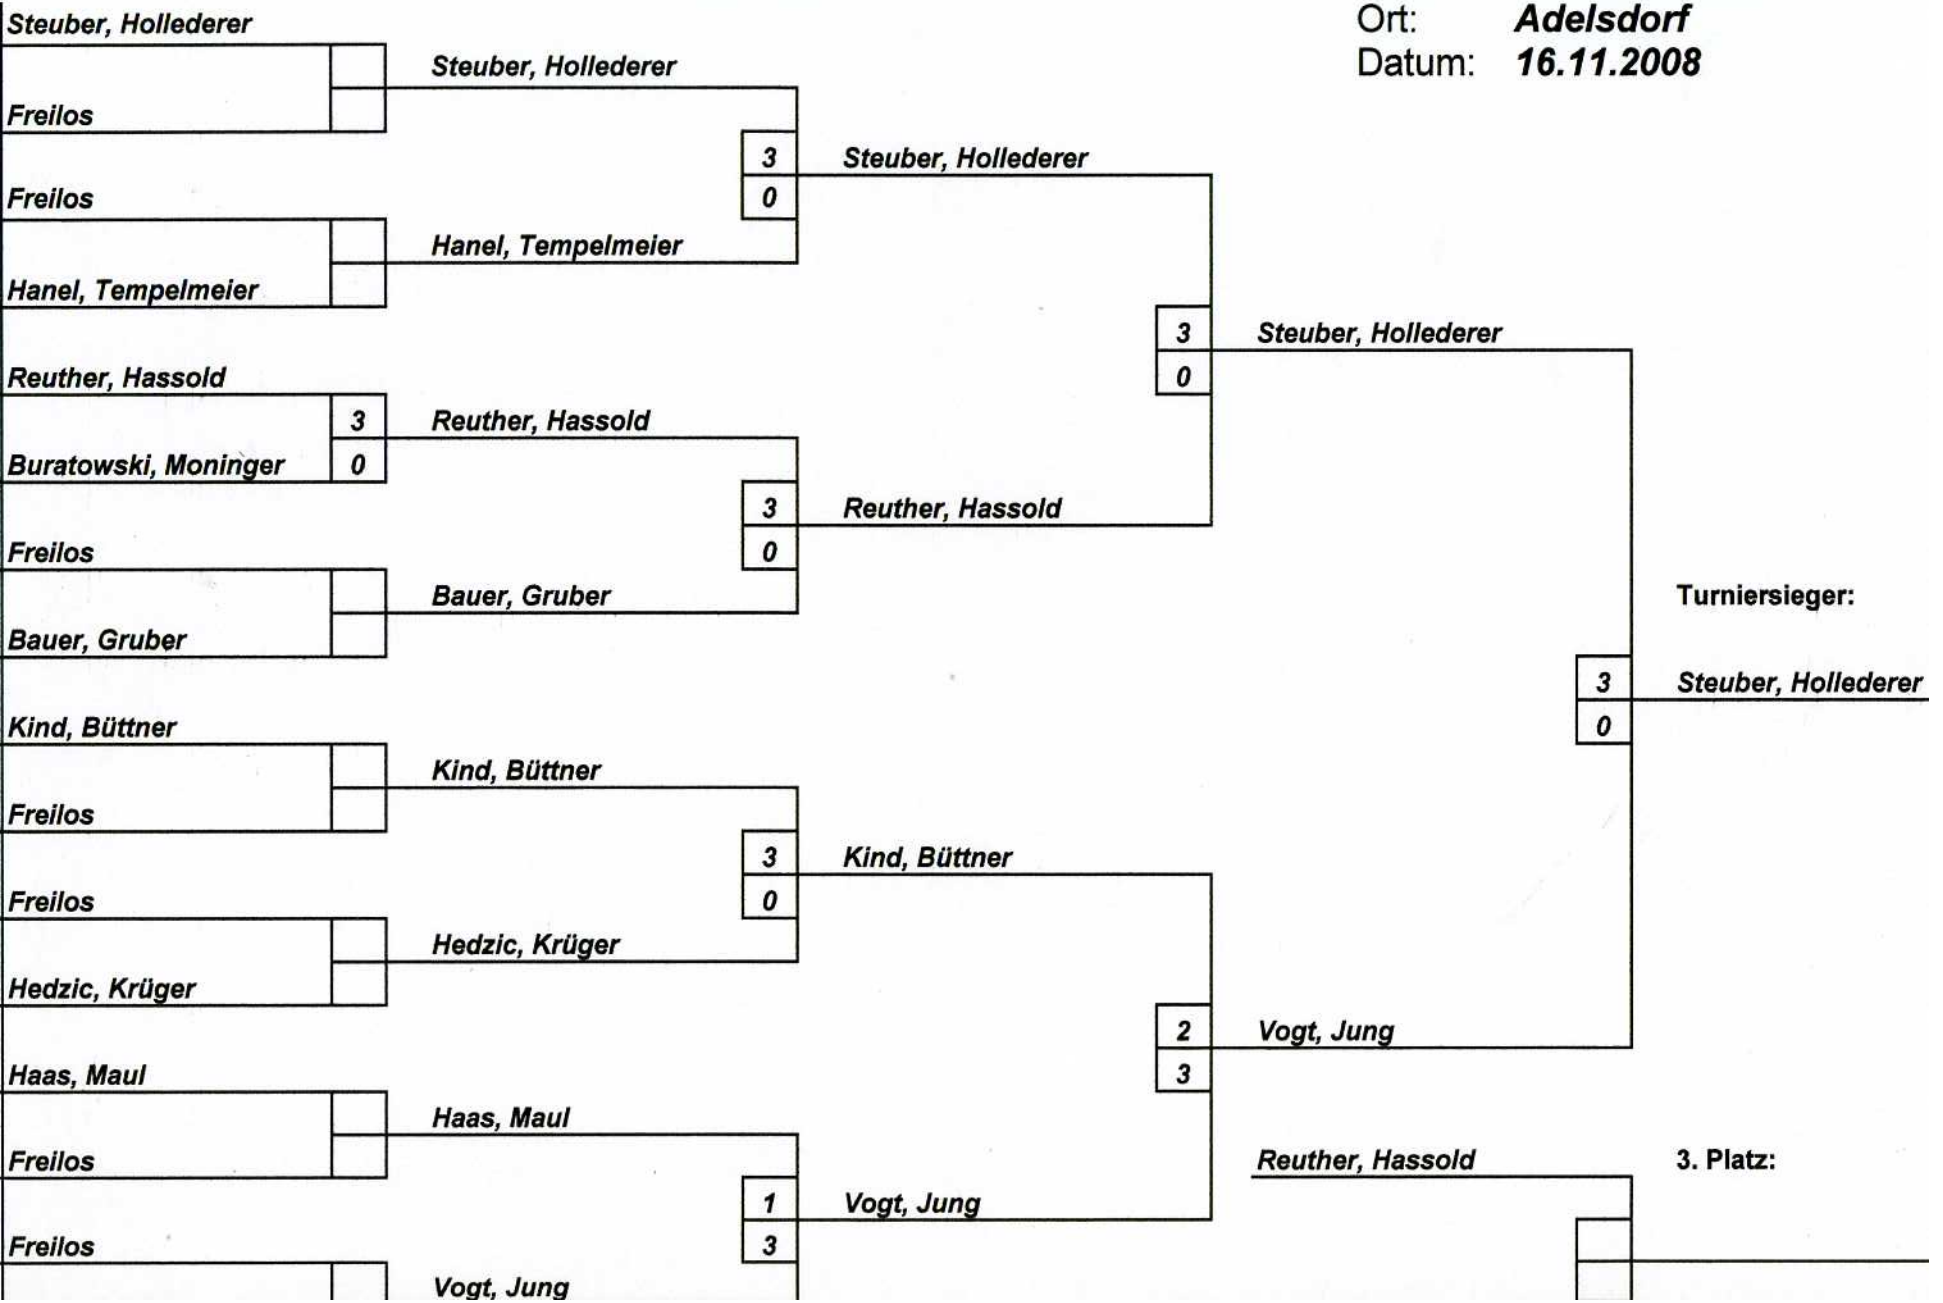 Ort: Adelsdorf
Datum: 16.11.2008
Steuber, Hollederer
Freilos
Freilos
Hanel, Tempelmeier
Reuther, Hassold
3
Buratowski, Moninger
0
Freilos
Bauer, Gruber
Kind, Büttner
Freilos
Freilos
Hedzic, Krüger
Haas, Maul
Freilos
Freilos
Steuber, Hollederer
3
0
Hanel, Tempelmeier
Reuther, Hassold
3
0
Bauer, Gruber
Kind, Büttner
3
0
Hedzic, Krüger
Haas, Maul
1
3
Vogt, Jung
Steuber, Hollederer
3
0
Reuther, Hassold
Kind, Büttner
2
3
Vogt, Jung
Steuber, Hollederer
3
0
Vogt, Jung
Turniersieger:
Steuber, Hollederer
Reuther, Hassold
3. Platz: